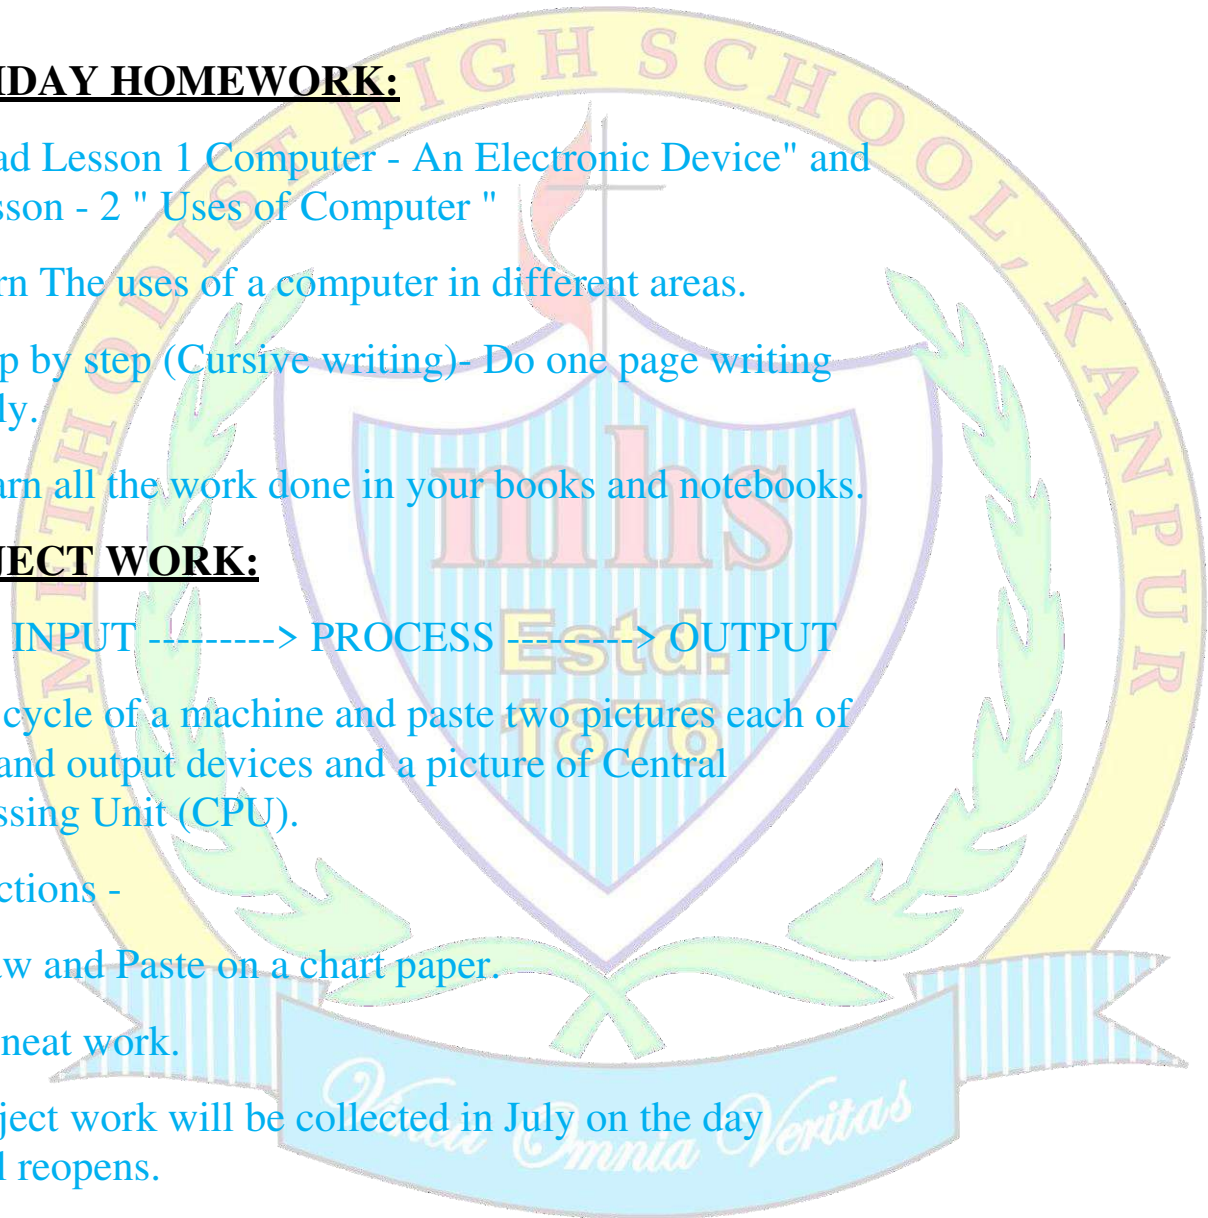 IDAY HOMEWORK:
ad Lesson 1 Computer - An Electronic Device" and
sson - 2 " Uses of Computer "
rn The uses of a computer in different areas.
p by step (Cursive writing)- Do one page writing
ly.
arn all the work done in your books and notebooks.
JECT WORK:
INPUT ---------> PROCESS ---------> OUTPUT
cycle of a machine and paste two pictures each of
and output devices and a picture of Central
ssing Unit (CPU).
ctions -
aw and Paste on a chart paper.
neat work.
ject work will be collected in July on the day
l reopens.
METHODIST HIGH SCHOOL, KANPUR
mhs
Estd.
1876
Vincit Omnia Veritas